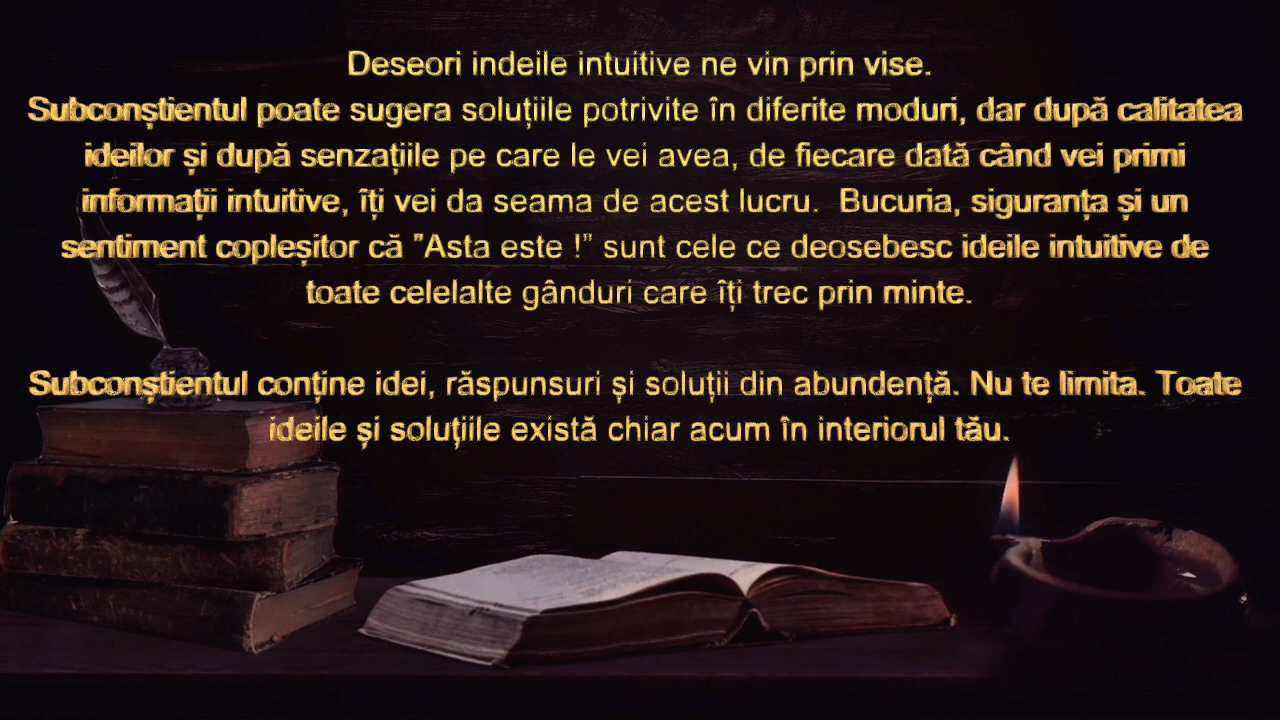 Deseori indeile intuitive ne vin prin vise.
Subconștientul poate sugera soluțiile potrivite în diferite moduri, dar după calitatea
ideilor și după senzațiile pe care le vei avea, de fiecare dată când vei primi
informații intuitive, îți vei da seama de acest lucru.  Bucuria, siguranța și un
sentiment copleșitor că ”Asta este !” sunt cele ce deosebesc ideile intuitive de
toate celelalte gânduri care îți trec prin minte.
Subconștientul conține idei, răspunsuri și soluții din abundență. Nu te limita. Toate
ideile și soluțiile există chiar acum în interiorul tău.